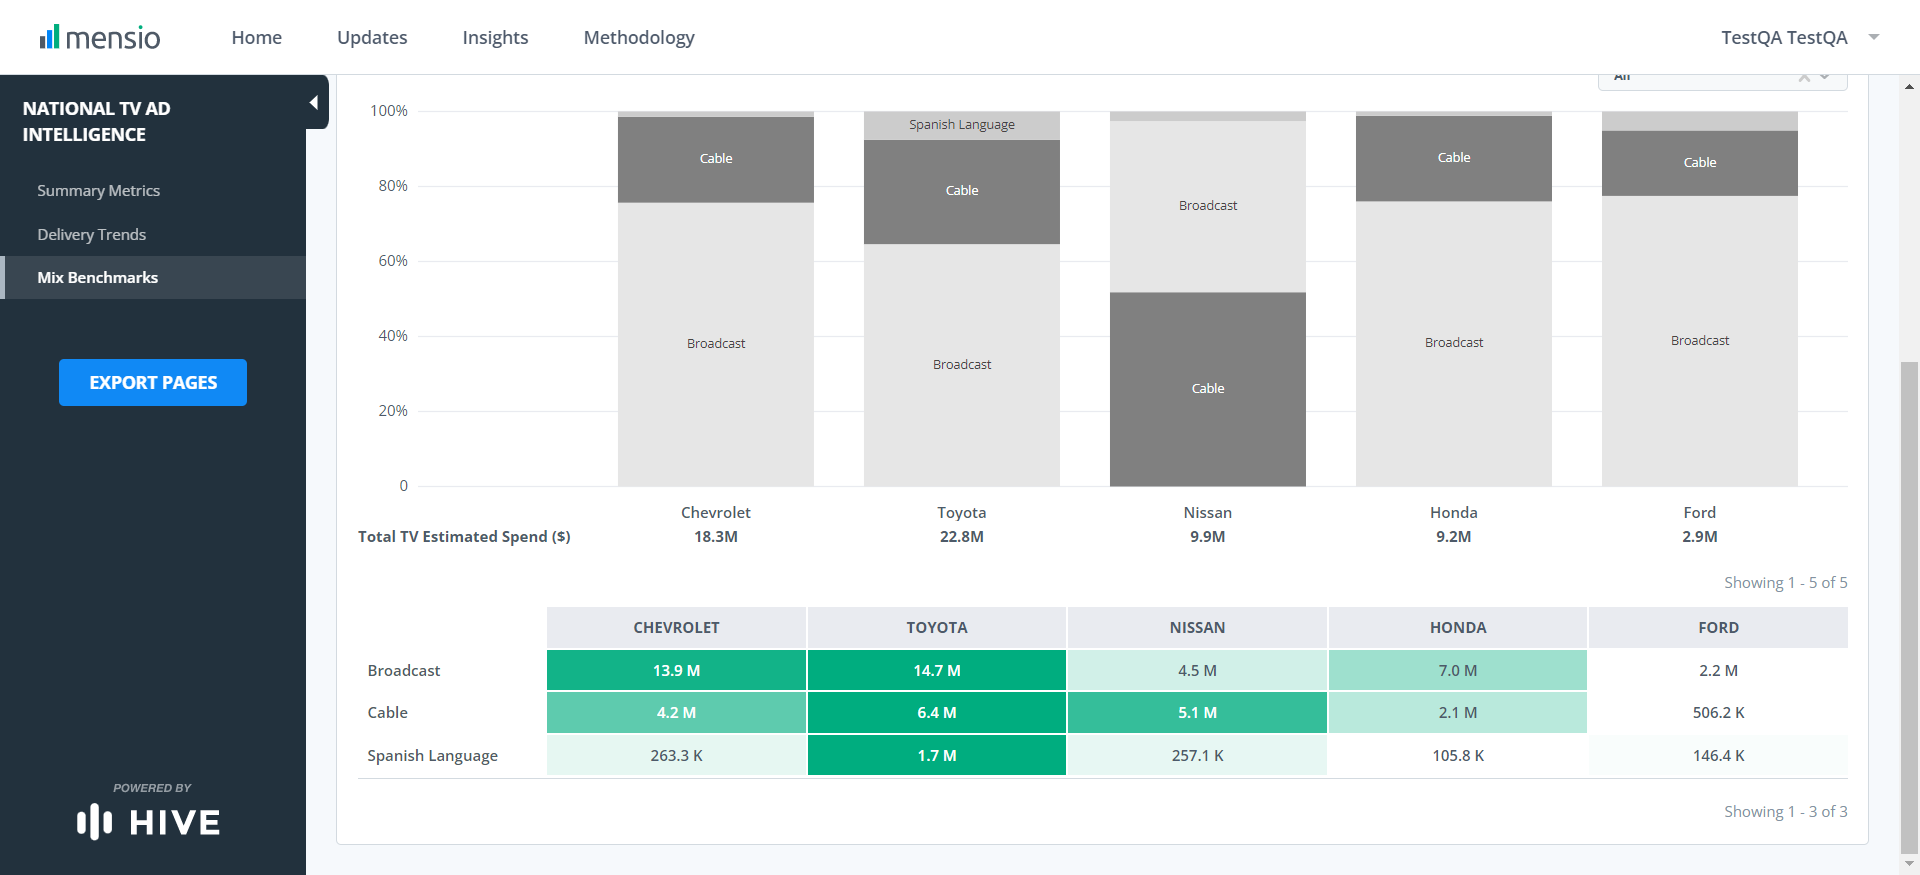 mensio
Home
Updates
Insights
Methodology
TestQA TestQA
NATIONAL TV AD
INTELLIGENCE
Summary Metrics
Delivery Trends
Mix Benchmarks
EXPORT PAGES
POWERED BY
HIVE
All
100%
80%
60%
40%
20%
0
Cable
Broadcast
Spanish Language
Cable
Broadcast
Broadcast
Cable
Cable
Broadcast
Cable
Broadcast
Chevrolet Toyota Nissan Honda Ford
Total TV Estimated Spend ($) 18.3M 22.8M 9.9M 9.2M 2.9M
Showing 1 - 5 of 5
CHEVROLET TOYOTA NISSAN HONDA FORD
Broadcast 13.9 M 14.7 M 4.5 M 7.0 M 2.2 M
Cable 4.2 M 6.4 M 5.1 M 2.1 M 506.2 K
Spanish Language 263.3 K 1.7 M 257.1 K 105.8 K 146.4 K
Showing 1 - 3 of 3